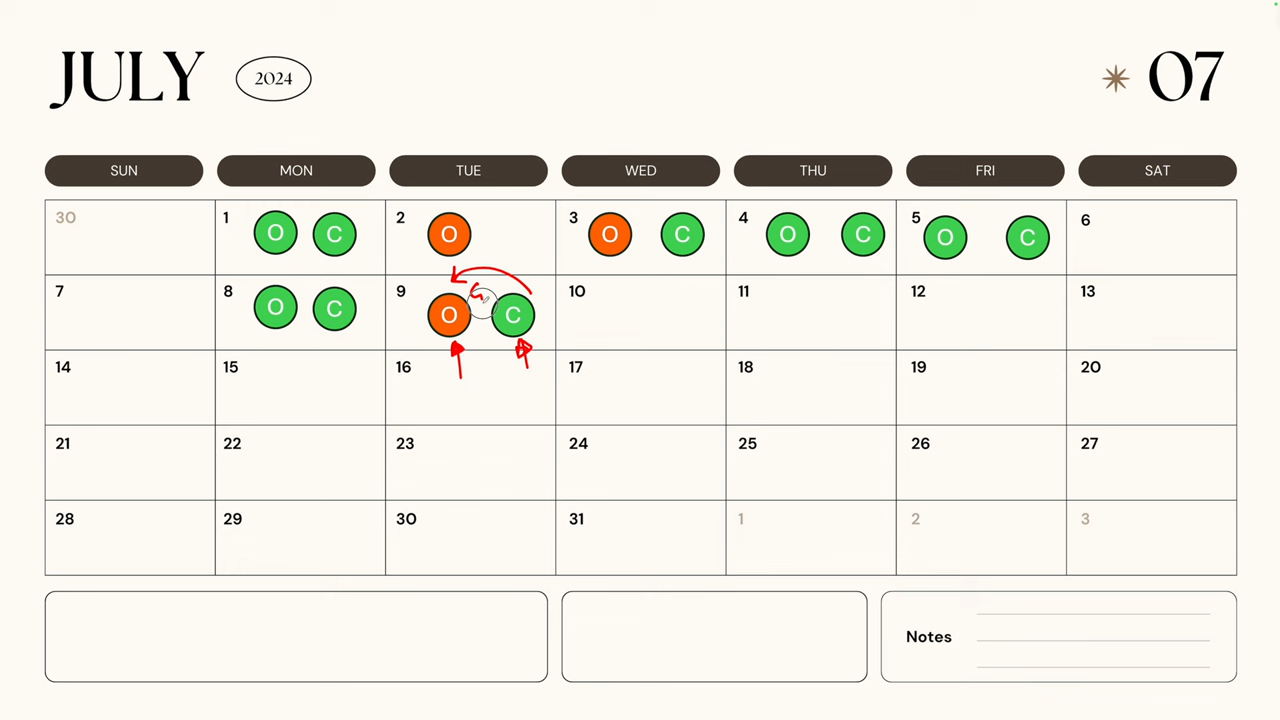 JULY 2024 07
SUN MON TUE WED THU FRI SAT
30 1 O C 2 O 3 O C 4 O C 5 O C 6
7 8 O C 9 O C 10 11 12 13
14 15 16 17 18 19 20
21 22 23 24 25 26 27
28 29 30 31 1 2 3
Notes